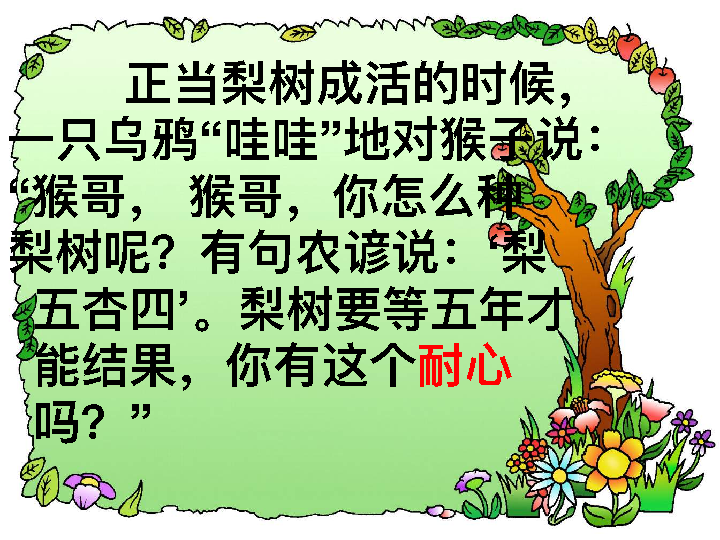 正当梨树成活的时候，
一只乌鸦“哇哇”地对猴子说：
“猴哥， 猴哥，你怎么种
梨树呢？有句农谚说：‘梨
五杏四’。梨树要等五年才
能结果，你有这个耐心
吗？”